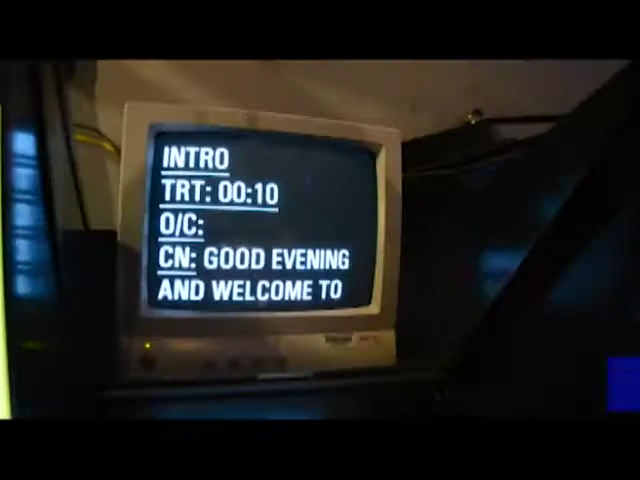 INTRO
TRT: 00:10
O/C:
CN: GOOD EVENING
AND WELCOME TO